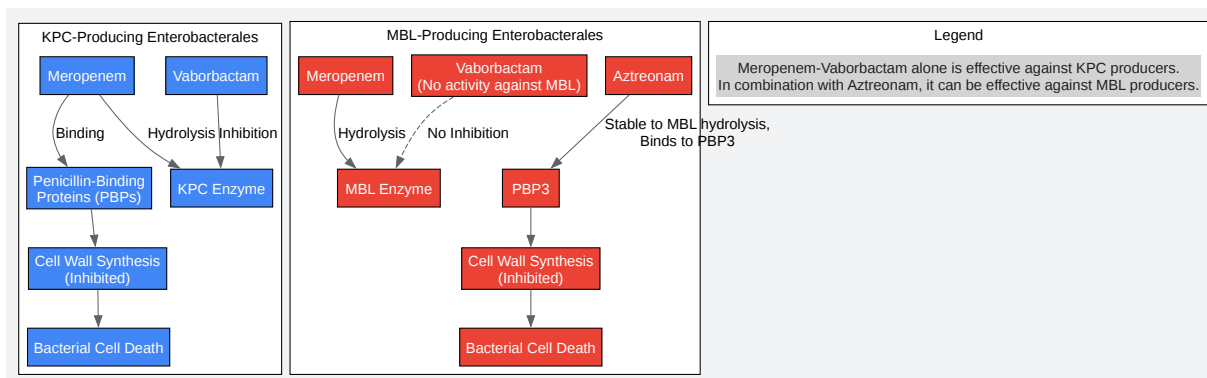 KPC-Producing Enterobacterales
Meropenem
Vaborbactam
Binding
Hydrolysis
Inhibition
Penicillin-Binding
Proteins (PBPs)
KPC Enzyme
Cell Wall Synthesis
(Inhibited)
Bacterial Cell Death
MBL-Producing Enterobacterales
Meropenem
Vaborbactam
(No activity against MBL)
Aztreonam
Hydrolysis
No Inhibition
Stable to MBL hydrolysis,
Binds to PBP3
MBL Enzyme
PBP3
Cell Wall Synthesis
(Inhibited)
Bacterial Cell Death
Legend
Meropenem-Vaborbactam alone is effective against KPC producers.
In combination with Aztreonam, it can be effective against MBL producers.